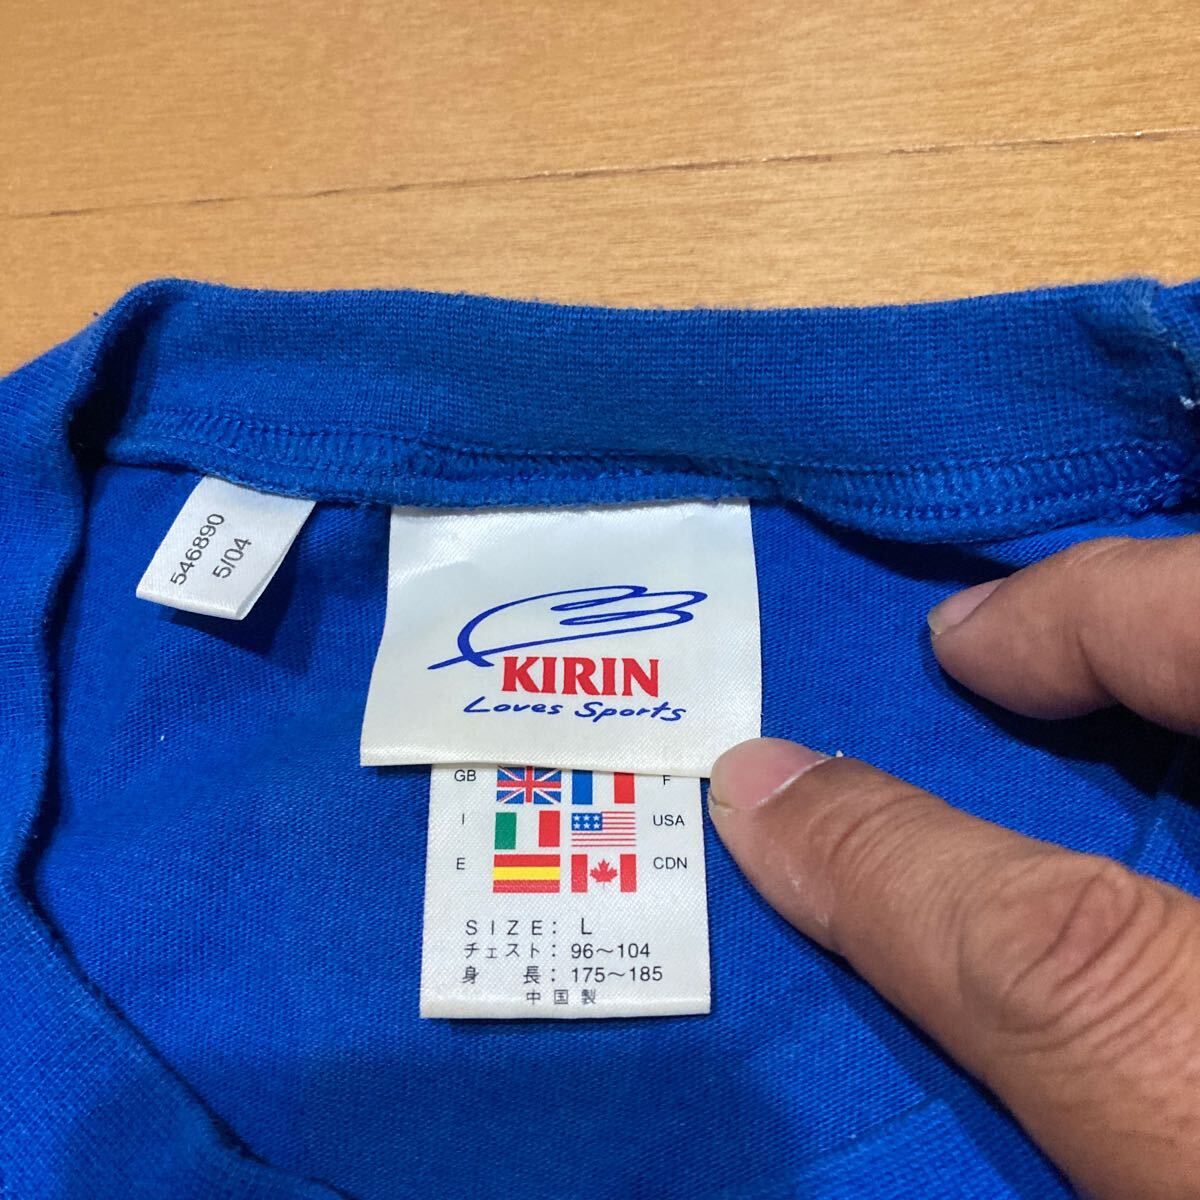 546890
5/04
KIRIN
Loves Sports
GB F
I USA
E CDN
SIZE: L
チェスト: 96～104
身 長: 175～185
中国製